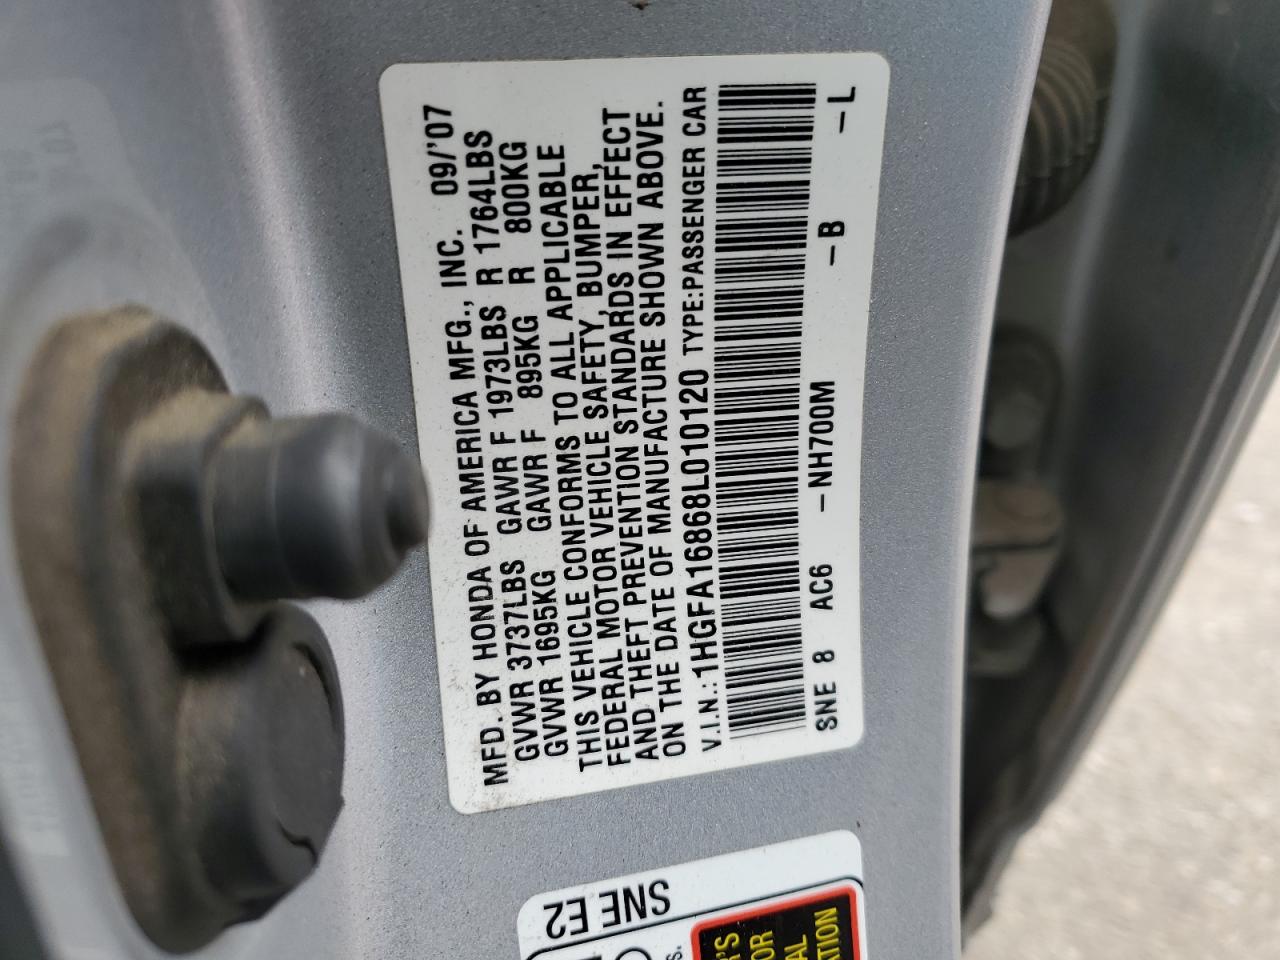 MFD. BY HONDA OF AMERICA MFG., INC. 09/'07
GVWR 3737LBS GAWR F 1973LBS R 1764LBS
GVWR 1695KG GAWR F 895KG R 800KG
THIS VEHICLE CONFORMS TO ALL APPLICABLE
FEDERAL MOTOR VEHICLE SAFETY, BUMPER,
AND THEFT PREVENTION STANDARDS IN EFFECT
ON THE DATE OF MANUFACTURE SHOWN ABOVE.
V.I.N.: 1HGFA16868L010120 TYPE:PASSENGER CAR
SNE 8 AC6 -NH700M -B -L
SNE E2